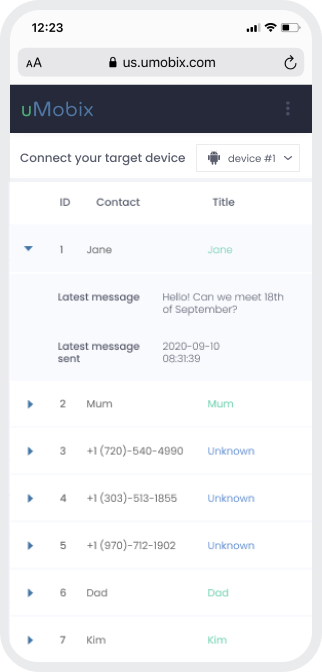 12:23
AA us.umobix.com
uMobix
Connect your target device device #1
ID Contact Title
1 Jane Jane
Latest message Hello! Can we meet 18th
of September?
Latest message 2020-09-10
sent 08:31:39
2 Mum Mum
3 +1 (720)-540-4990 Unknown
4 +1 (303)-513-1855 Unknown
5 +1 (970)-712-1902 Unknown
6 Dad Dad
7 Kim Kim